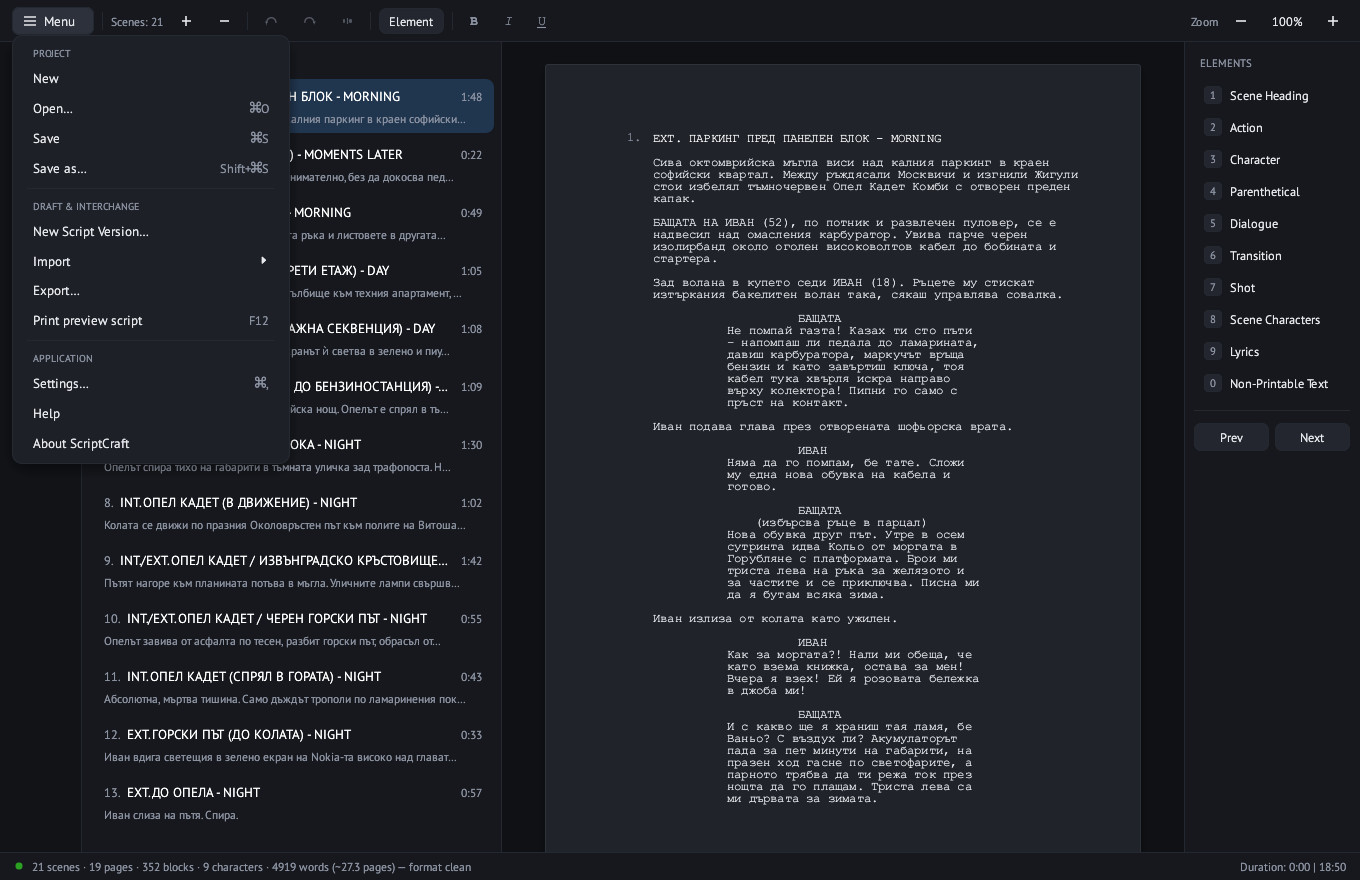 Menu
Scenes: 21
+
−
Element
B
I
U
Zoom
−
100%
+
PROJECT
New
Open... ⌘O
Save ⌘S
Save as... Shift+⌘S
DRAFT & INTERCHANGE
New Script Version...
Import
Export...
Print preview script F12
APPLICATION
Settings... ⌘,
Help
About ScriptCraft
Н БЛОК - MORNING 1:48
алния паркинг в краен софийски...
) - MOMENTS LATER 0:22
нимателно, без да докосва пед...
- MORNING 0:49
та ръка и листовете в другата...
РЕТИ ЕТАЖ) - DAY 1:05
ълбище към техния апартамент, ...
АЖНА СЕКВЕНЦИЯ) - DAY 1:08
ранът ѝ светва в зелено и пиу...
ДО БЕНЗИНОСТАНЦИЯ) -... 1:09
йска нощ. Опелът е спрял в тъ...
ОКА - NIGHT 1:30
Опелът спира тихо на габарити в тъмната уличка зад трафопоста. Н...
8. INT.ОПЕЛ КАДЕТ (В ДВИЖЕНИЕ) - NIGHT 1:02
Колата се движи по празния Околовръстен път към полите на Витоша...
9. INT/EXT.ОПЕЛ КАДЕТ / ИЗВЪНГРАДСКО КРЪСТОВИЩЕ... 1:42
Пътят нагоре към планината потъва в мъгла. Уличните лампи свършв...
10. INT/EXT.ОПЕЛ КАДЕТ / ЧЕРЕН ГОРСКИ ПЪТ - NIGHT 0:55
Опелът завива от асфалта по тесен, разбит горски път, обрасъл от...
11. INT.ОПЕЛ КАДЕТ (СПРЯЛ В ГОРАТА) - NIGHT 0:43
Абсолютна, мъртва тишина. Само дъждът трополи по ламаринения пок...
12. EXT.ГОРСКИ ПЪТ (ДО КОЛАТА) - NIGHT 0:33
Иван вдига светещия в зелено екран на Nokia-та високо над глават...
13. EXT.ДО ОПЕЛА - NIGHT 0:57
Иван слиза на пътя. Спира.
1. EXT. ПАРКИНГ ПРЕД ПАНЕЛЕН БЛОК - MORNING
Сива октомврийска мъгла виси над калния паркинг в краен
софийски квартал. Между ръждясали Москвичи и изгнили Жигули
стои избелял тъмночервен Опел Кадет Комби с отворен преден
капак.
БАЩАТА НА ИВАН (52), по потник и развлечен пуловер, се е
надвесил над омасления карбуратор. Увива парче черен
изолирбанд около оголен високоволтов кабел до бобината и
стартера.
Зад волана в купето седи ИВАН (18). Ръцете му стискат
изтъркания бакелитен волан така, сякаш управлява совалка.
БАЩАТА
Не помпай газта! Казах ти сто пъти
– напомпаш ли педала до ламарината,
давиш карбуратора, маркучът връща
бензин и като завъртиш ключа, тоя
кабел тука хвърля искра направо
върху колектора! Пипни го само с
пръст на контакт.
Иван подава глава през отворената шофьорска врата.
ИВАН
Няма да го помпам, бе тате. Сложи
му една нова обувка на кабела и
готово.
БАЩАТА
(избърсва ръце в парцал)
Нова обувка друг път. Утре в осем
сутринта идва Кольо от моргата в
Горубляне с платформата. Брои ми
триста лева на ръка за желязото и
за частите и се приключва. Писна ми
да я бутам всяка зима.
Иван излиза от колата като ужилен.
ИВАН
Как за моргата?! Нали ми обеща, че
като взема книжка, остава за мен!
Вчера я взех! Ей я розовата бележка
в джоба ми!
БАЩАТА
И с какво ще я храниш тая ламя, бе
Ваньо? С въздух ли? Акумулаторът
пада за пет минути на габарити, на
празен ход гасне по светофарите, а
парното трябва да ти режа ток през
нощта да го плащам. Триста лева са
ми дървата за зимата.
ELEMENTS
1 Scene Heading
2 Action
3 Character
4 Parenthetical
5 Dialogue
6 Transition
7 Shot
8 Scene Characters
9 Lyrics
0 Non-Printable Text
Prev
Next
21 scenes · 19 pages · 352 blocks · 9 characters · 4919 words (~27.3 pages) — format clean
Duration: 0:00 | 18:50